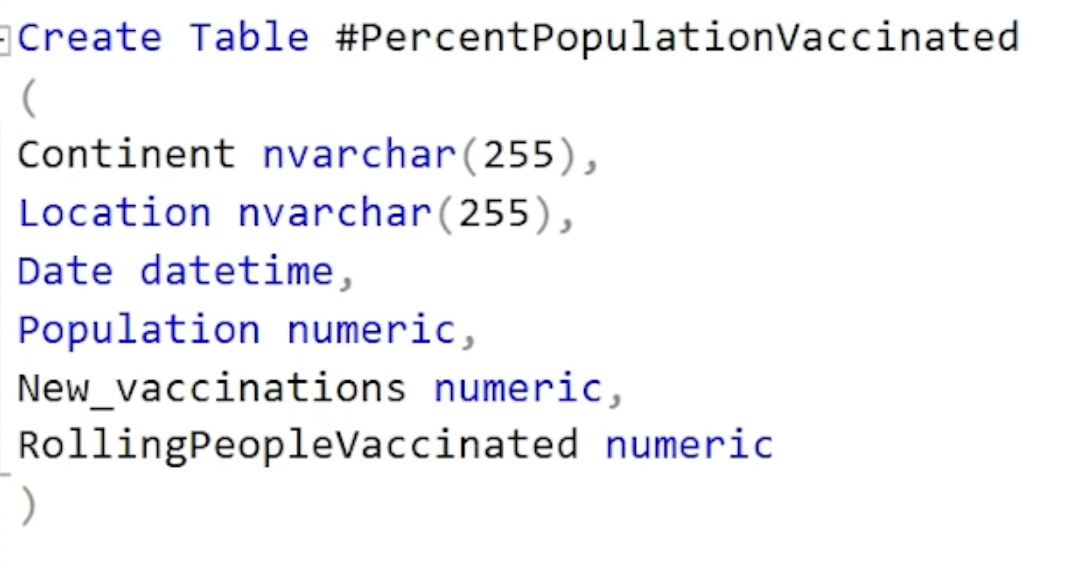 Create Table #PercentPopulationVaccinated
(
Continent nvarchar(255),
Location nvarchar(255),
Date datetime,
Population numeric,
New_vaccinations numeric,
RollingPeopleVaccinated numeric
)